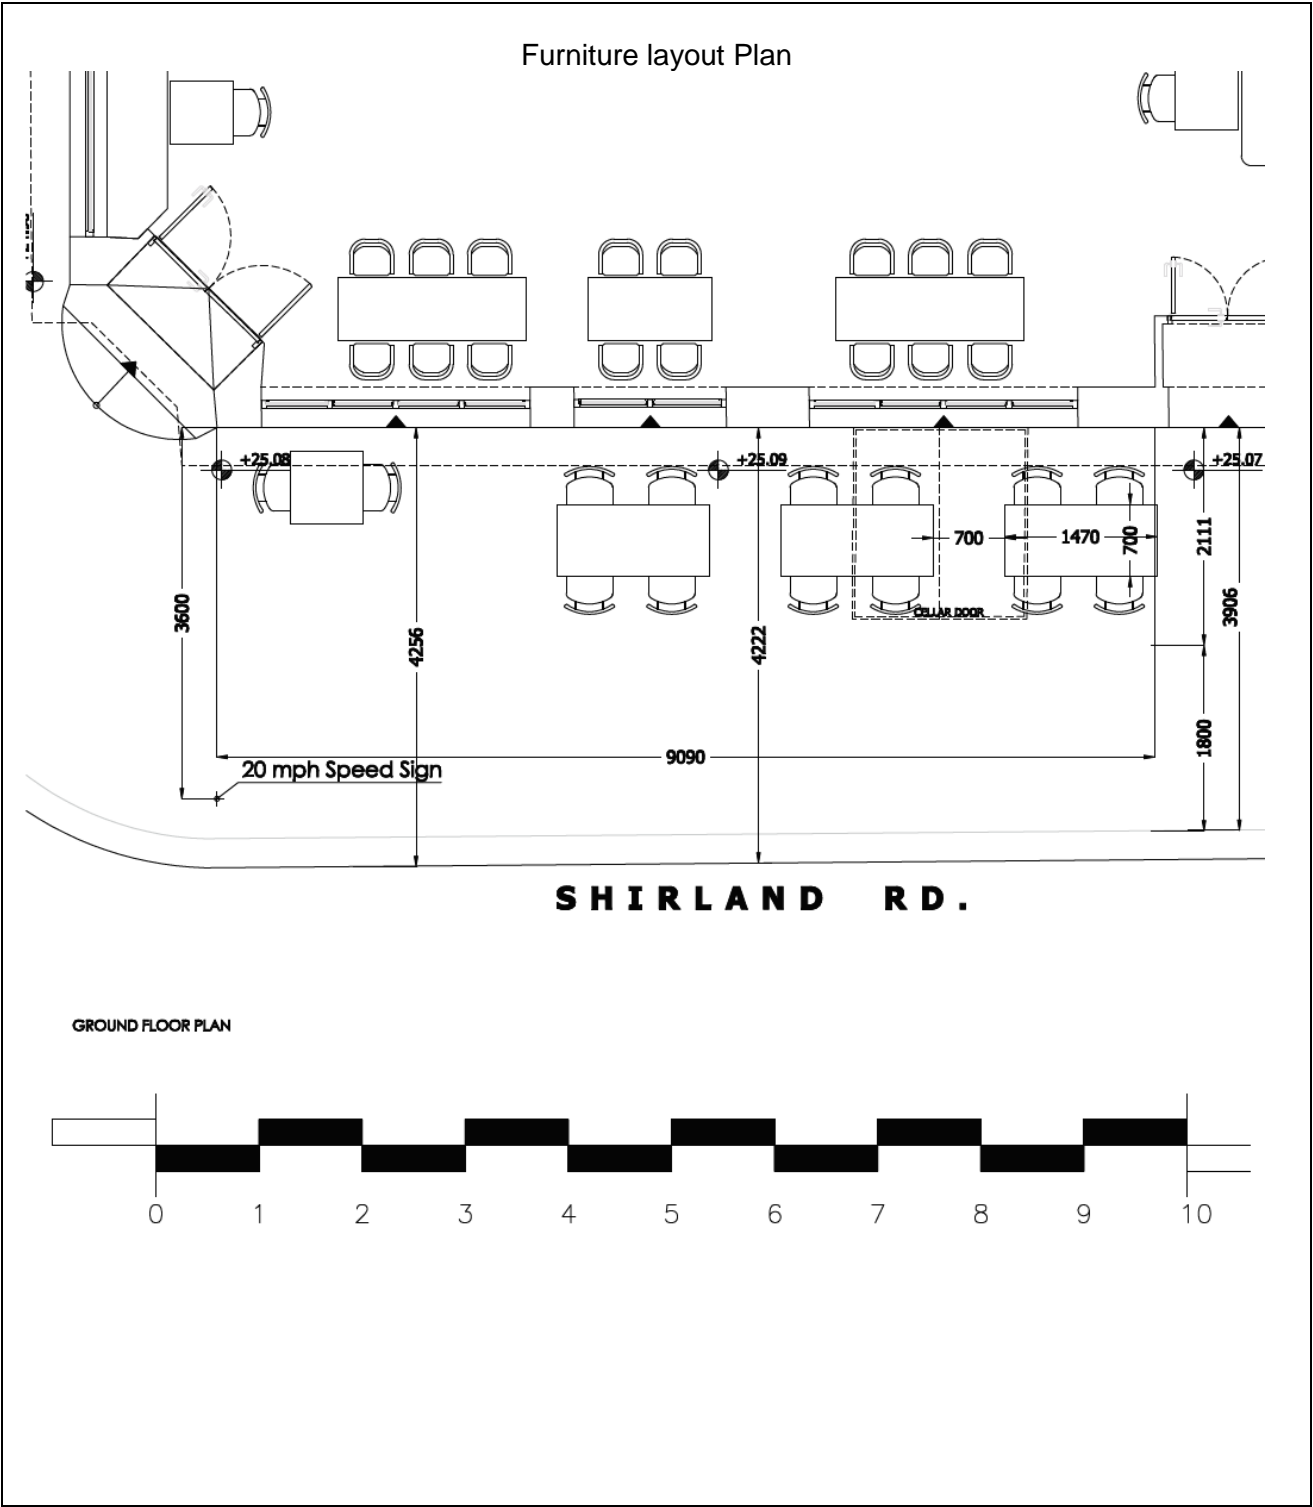 Furniture layout Plan
+25.08
+25.09
+25.07
700
1470
700
2111
3600
4256
4222
3906
CELLAR DOOR
1800
9090
20 mph Speed Sign
SHIRLAND RD.
GROUND FLOOR PLAN
0 1 2 3 4 5 6 7 8 9 10